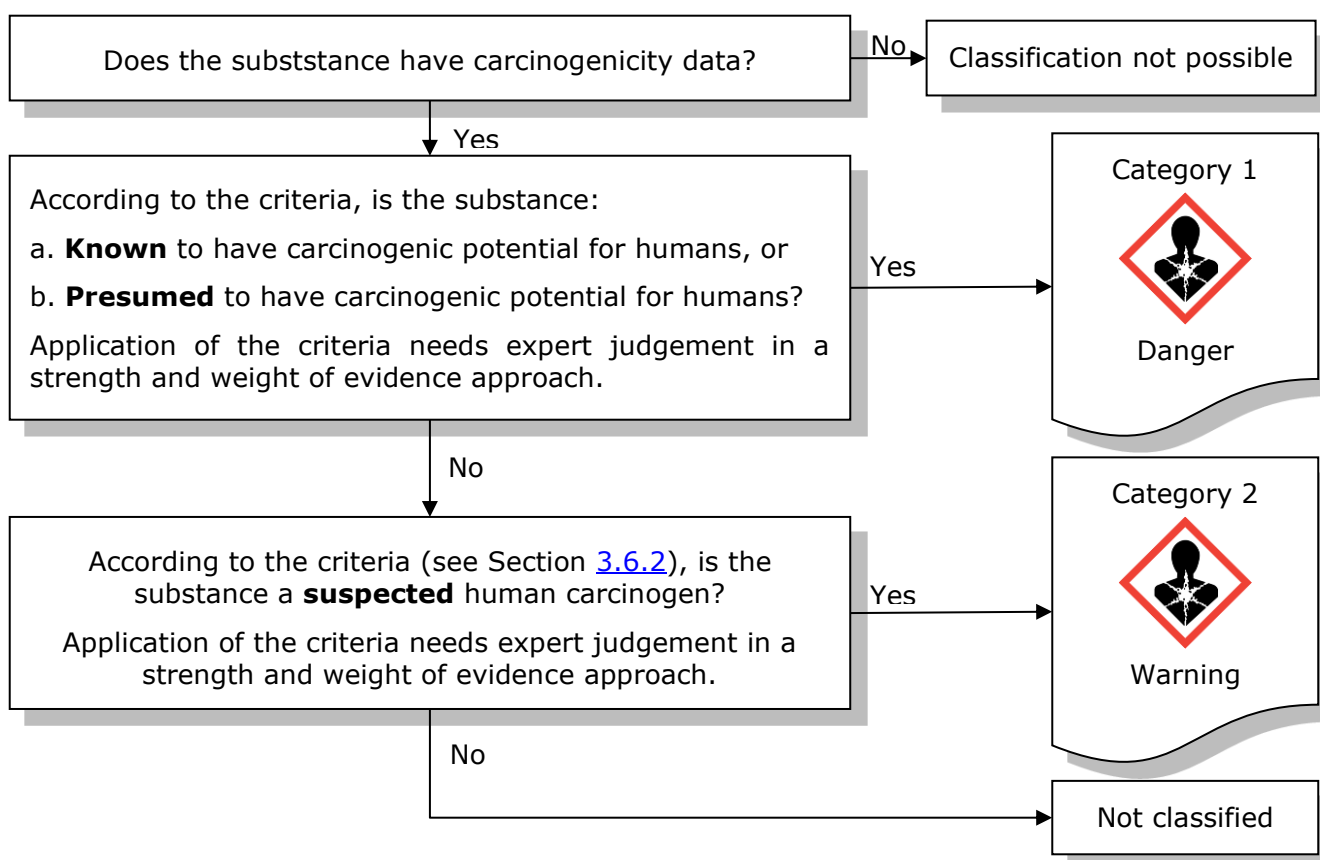 Does the subststance have carcinogenicity data?
No
Classification not possible
Yes
According to the criteria, is the substance:
a. Known to have carcinogenic potential for humans, or
b. Presumed to have carcinogenic potential for humans?
Application of the criteria needs expert judgement in a
strength and weight of evidence approach.
Yes
Category 1
Danger
No
According to the criteria (see Section 3.6.2), is the
substance a suspected human carcinogen?
Application of the criteria needs expert judgement in a
strength and weight of evidence approach.
Yes
Category 2
Warning
No
Not classified